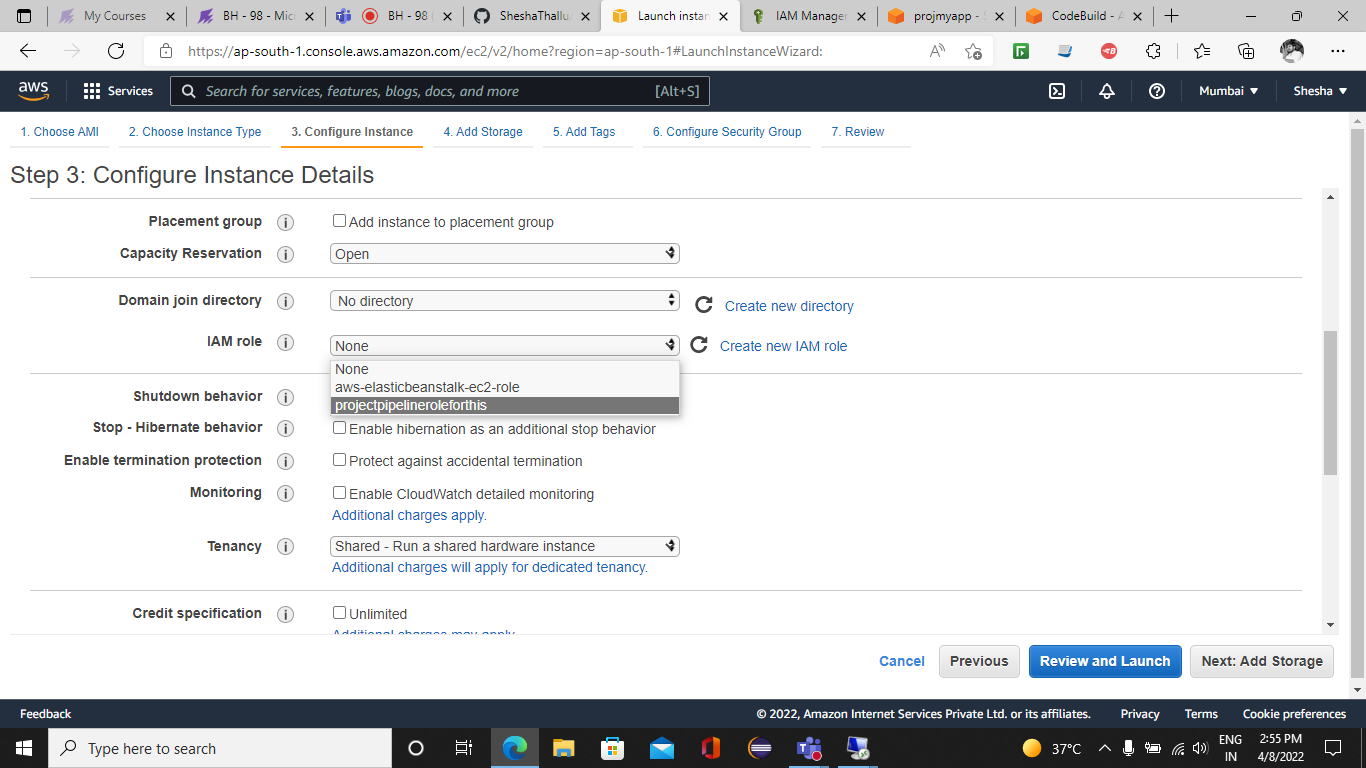 My Courses
BH - 98 - Mic
BH - 98
SheshaThallu
Launch instan
IAM Manager
projmyapp - S
CodeBuild - A
https://ap-south-1.console.aws.amazon.com/ec2/v2/home?region=ap-south-1#LaunchInstanceWizard:
aws
Services
Search for services, features, blogs, docs, and more
[Alt+S]
Mumbai
Shesha
1. Choose AMI
2. Choose Instance Type
3. Configure Instance
4. Add Storage
5. Add Tags
6. Configure Security Group
7. Review
Step 3: Configure Instance Details
Placement group
Add instance to placement group
Capacity Reservation
Open
Domain join directory
No directory
Create new directory
IAM role
None
Create new IAM role
None
aws-elasticbeanstalk-ec2-role
projectpipelineroleforthis
Shutdown behavior
Stop - Hibernate behavior
Enable hibernation as an additional stop behavior
Enable termination protection
Protect against accidental termination
Monitoring
Enable CloudWatch detailed monitoring
Additional charges apply.
Tenancy
Shared - Run a shared hardware instance
Additional charges will apply for dedicated tenancy.
Credit specification
Unlimited
Additional charges may apply
Cancel
Previous
Review and Launch
Next: Add Storage
Feedback
© 2022, Amazon Internet Services Private Ltd. or its affiliates.
Privacy
Terms
Cookie preferences
Type here to search
37°C
ENG
IN
2:55 PM
4/8/2022